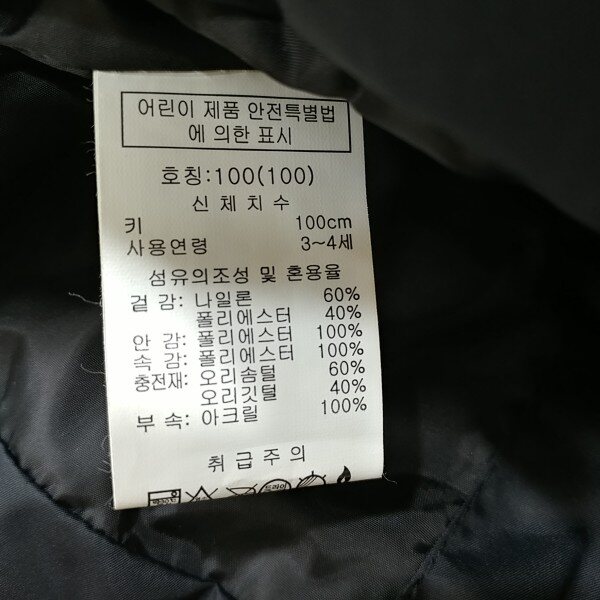 어린이 제품 안전특별법
에 의한 표시
호칭:100(100)
신체치수
키 100cm
사용연령 3~4세
섬유의조성 및 혼용율
겉 감: 나일론 60%
폴리에스터 40%
안 감: 폴리에스터 100%
속 감: 폴리에스터 100%
충전재: 오리솜털 60%
오리깃털 40%
부 속: 아크릴 100%
취급주의
드라이